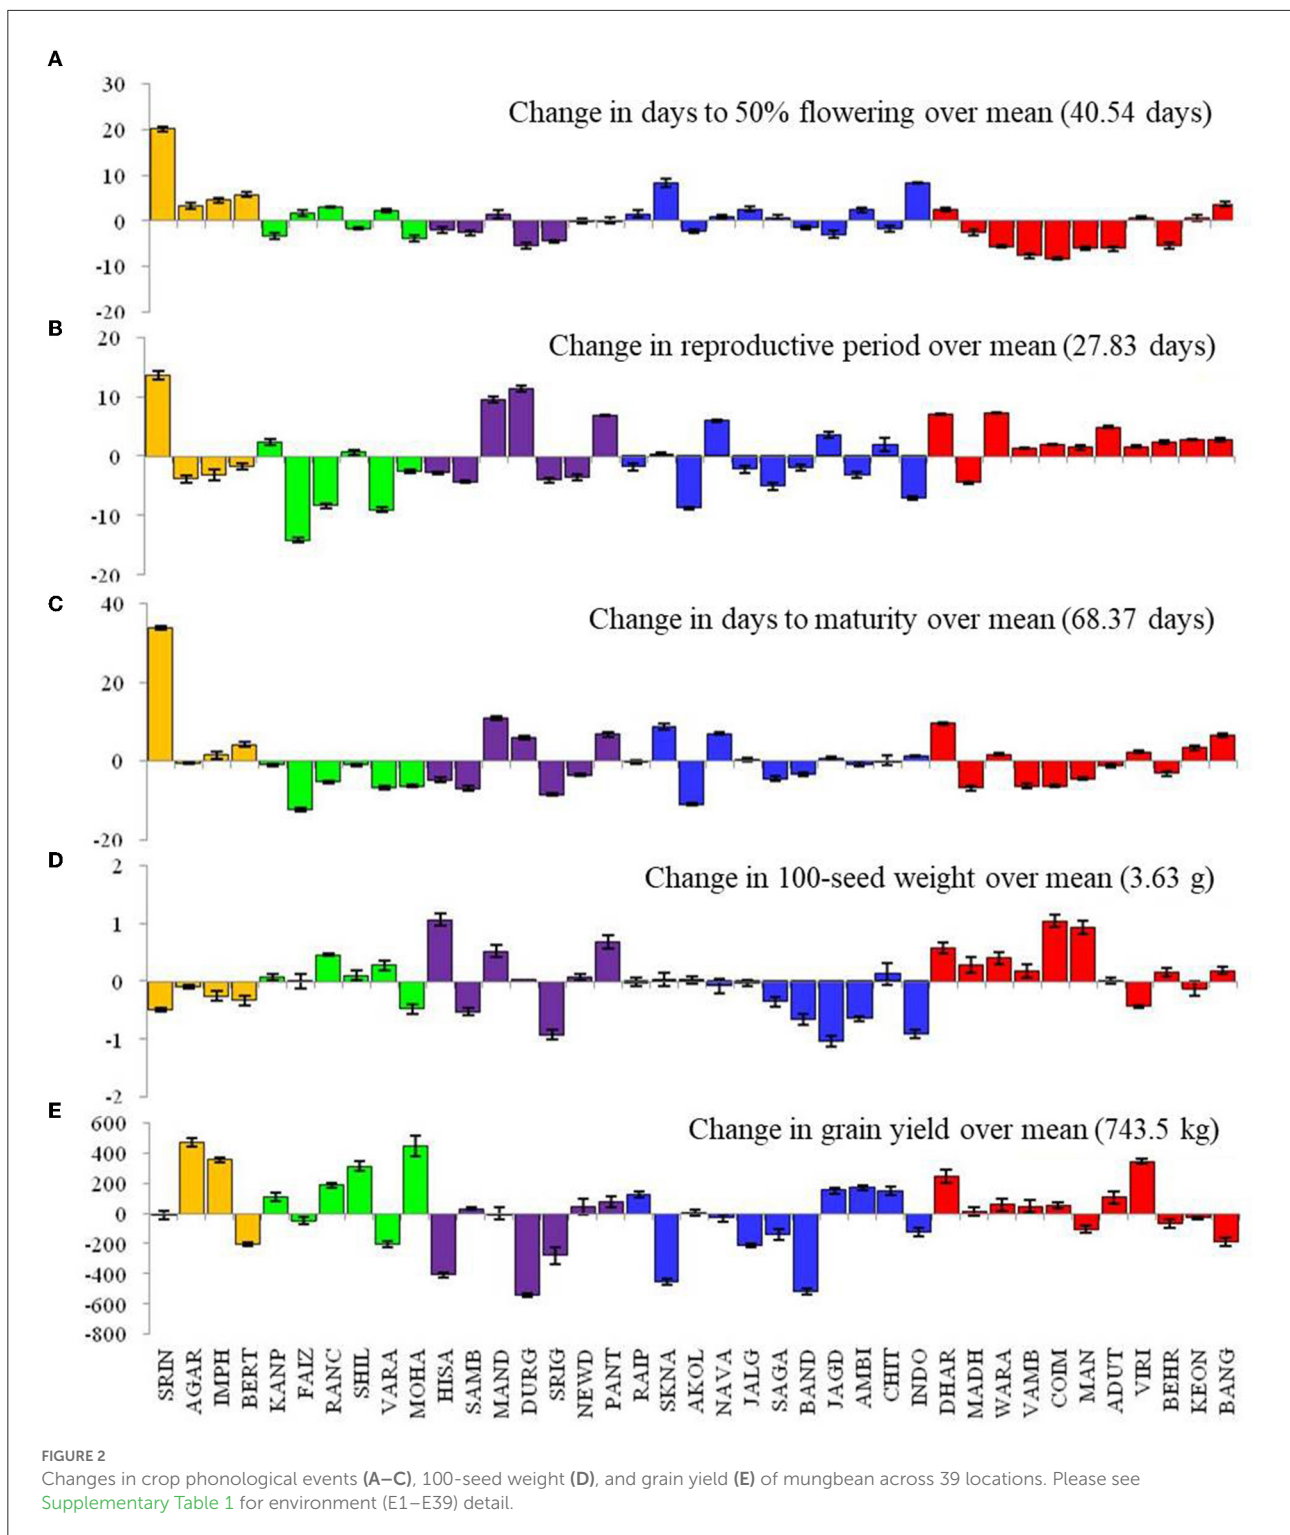 A
30
Change in days to 50% flowering over mean (40.54 days)
20
10
0
-10
-20
B
20
Change in reproductive period over mean (27.83 days)
10
0
-10
-20
C
40
Change in days to maturity over mean (68.37 days)
20
0
-20
D
2
Change in 100-seed weight over mean (3.63 g)
1
0
-1
-2
E
600
Change in grain yield over mean (743.5 kg)
400
200
0
-200
-400
-600
-800
SRIN
AGAR
IMPH
BERT
KANP
FAIZ
RANC
SHIL
VARA
MOHA
HISA
SAMB
MAND
DURG
SRIG
NEWD
PANT
RAIP
SKNA
AKOL
NAVA
JALG
SAGA
BAND
JAGD
AMBI
CHIT
INDO
DHAR
MADH
WARA
VAMB
COIM
MAN
ADUT
VIRI
BEHR
KEON
BANG
FIGURE 2
Changes in crop phonological events (A–C), 100-seed weight (D), and grain yield (E) of mungbean across 39 locations. Please see
Supplementary Table 1 for environment (E1–E39) detail.